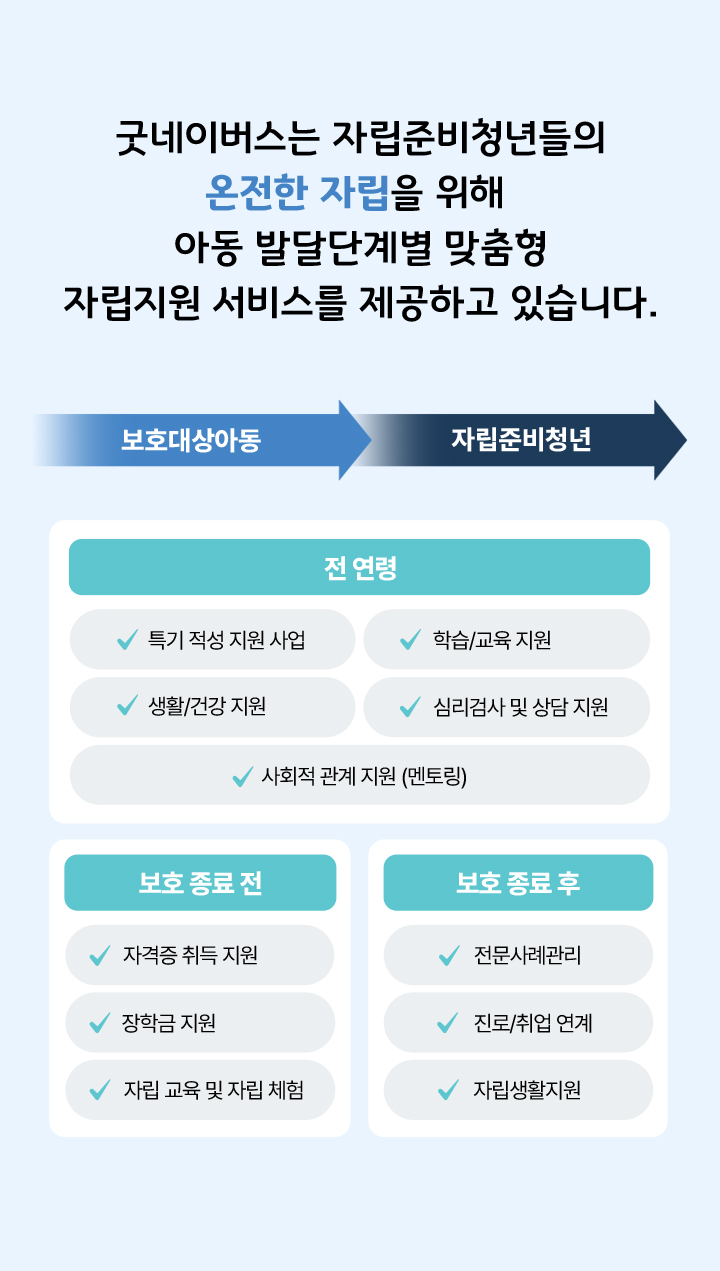 굿네이버스는 자립준비청년들의
온전한 자립을 위해
아동 발달단계별 맞춤형
자립지원 서비스를 제공하고 있습니다.
보호대상아동
자립준비청년
전 연령
특기 적성 지원 사업
학습/교육 지원
생활/건강 지원
심리검사 및 상담 지원
사회적 관계 지원 (멘토링)
보호 종료 전
자격증 취득 지원
장학금 지원
자립 교육 및 자립 체험
보호 종료 후
전문사례관리
진로/취업 연계
자립생활지원